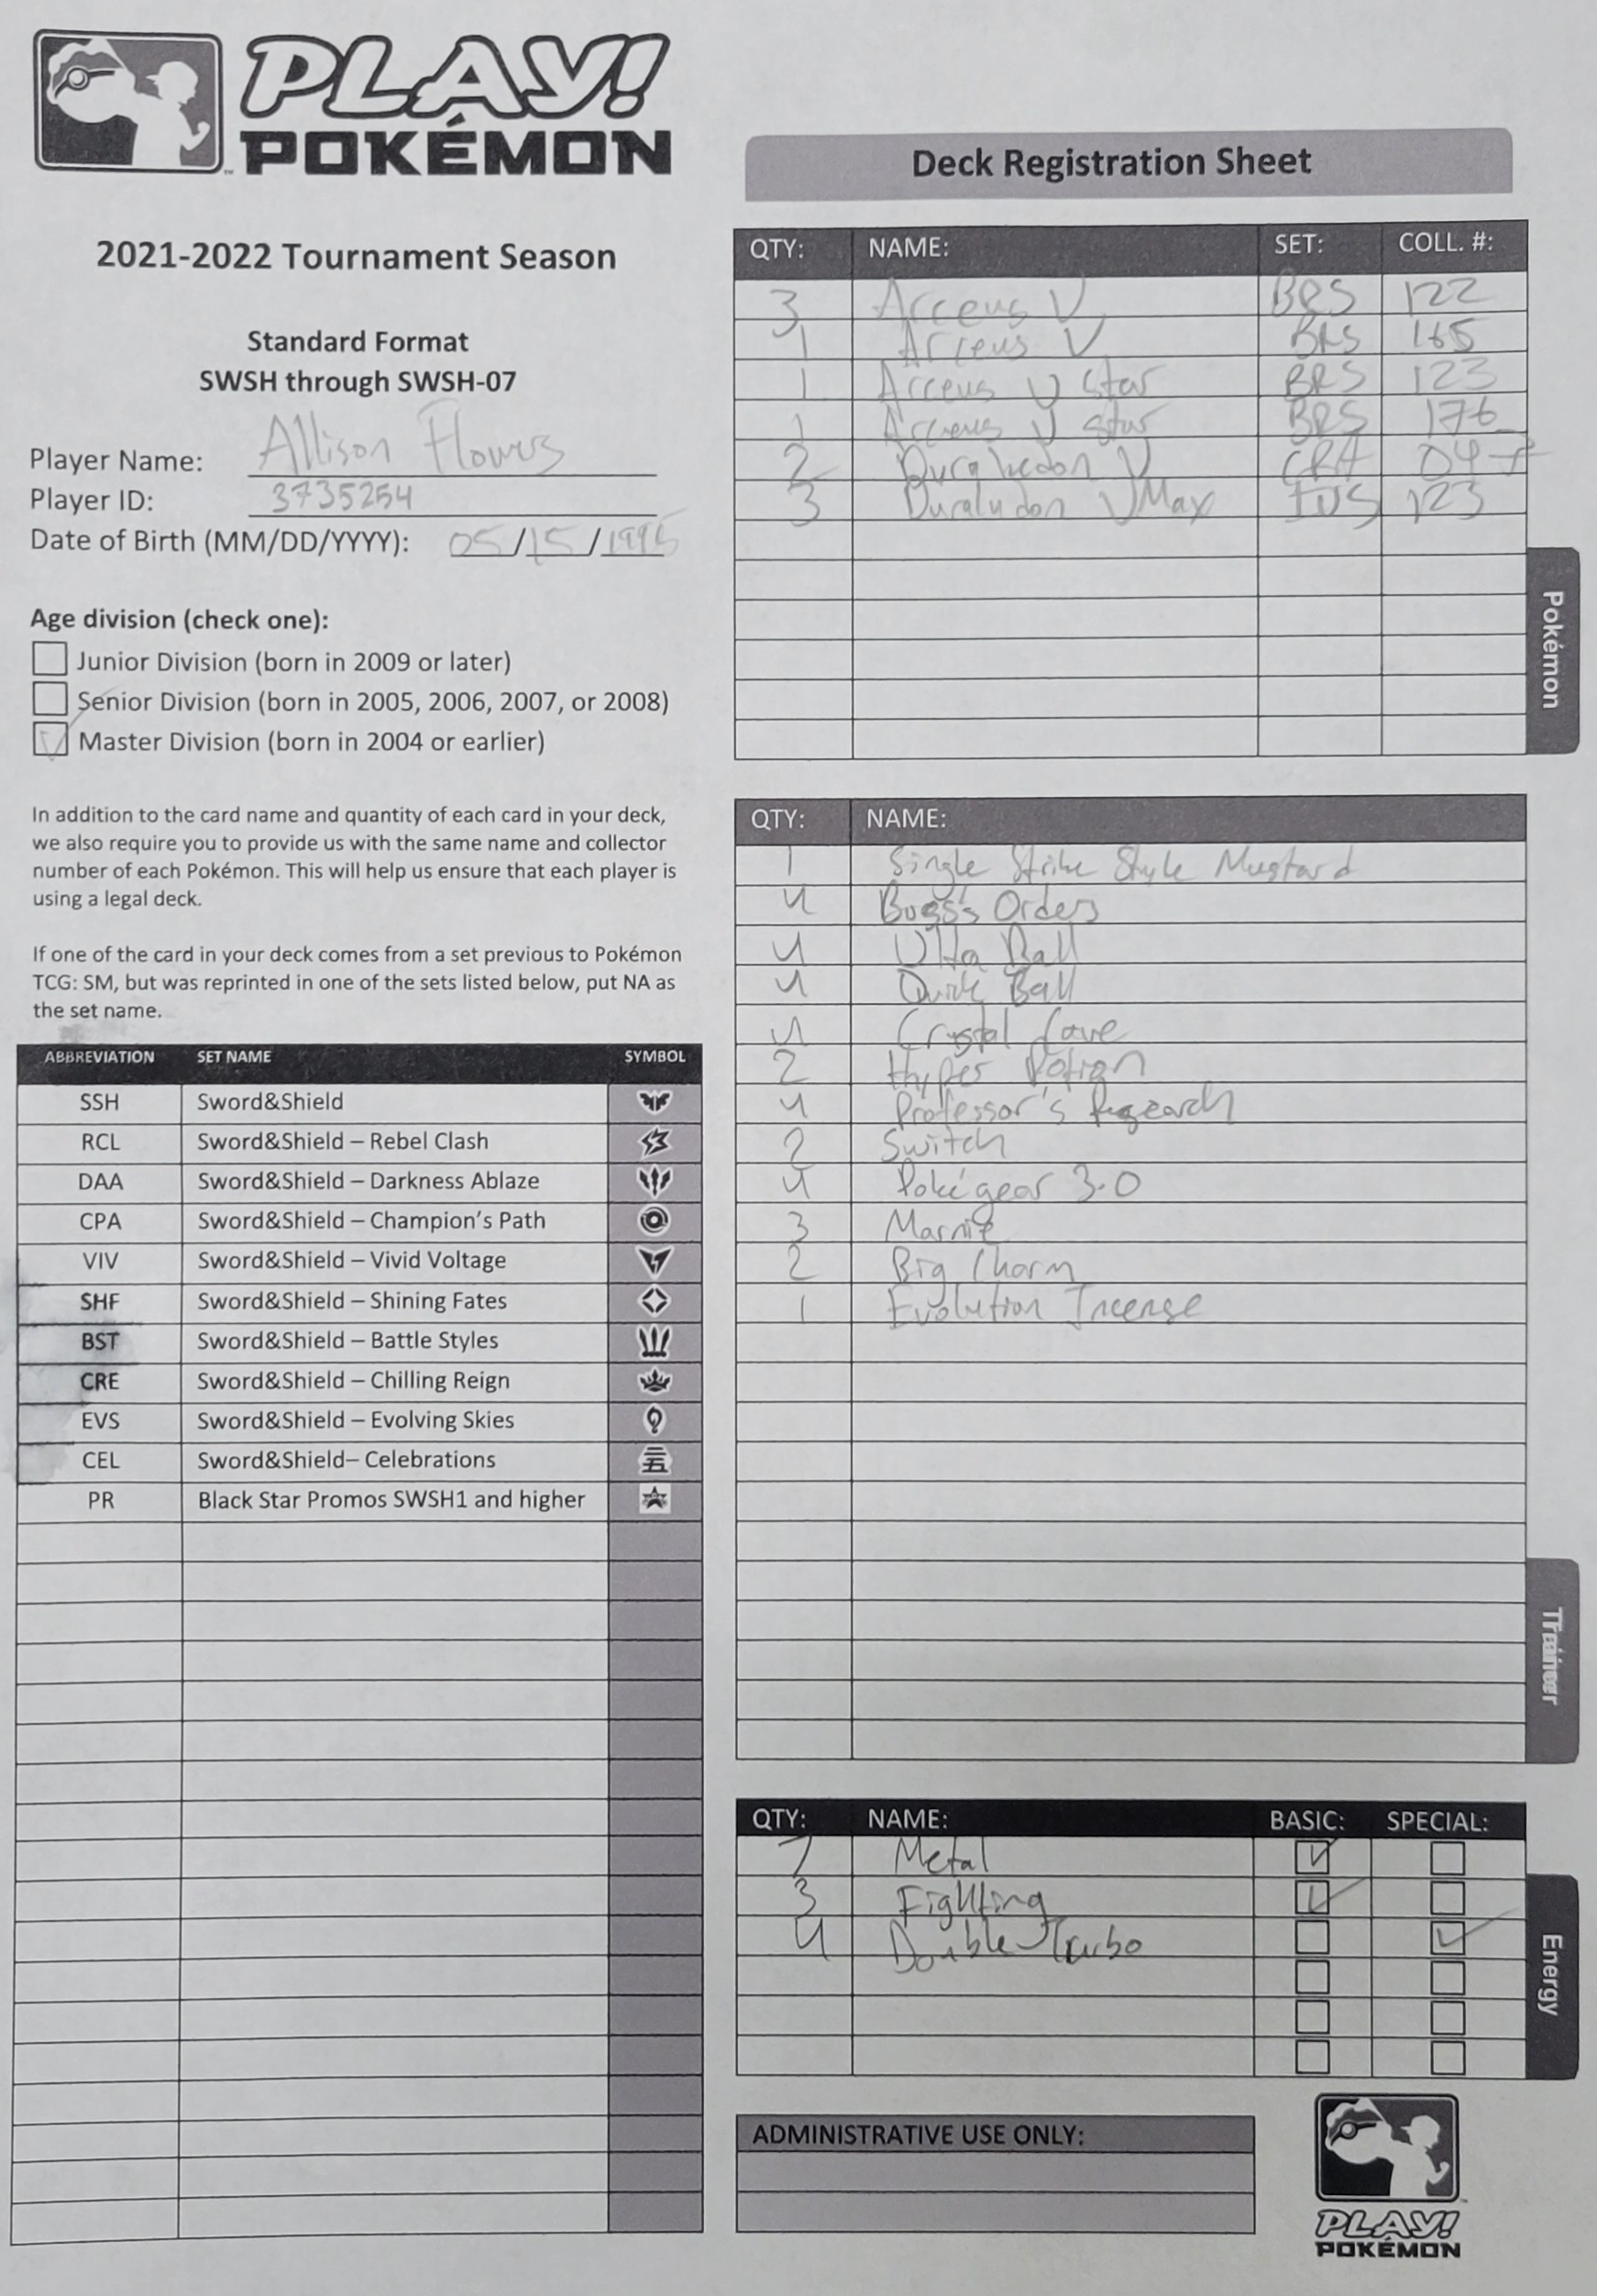 PLAY!
POKÉMON
2021-2022 Tournament Season
Standard Format
SWSH through SWSH-07
Player Name: Allison Flowers
Player ID: 3735254
Date of Birth (MM/DD/YYYY): 05/15/1995
Age division (check one):
Junior Division (born in 2009 or later)
Senior Division (born in 2005, 2006, 2007, or 2008)
Master Division (born in 2004 or earlier)
In addition to the card name and quantity of each card in your deck,
we also require you to provide us with the same name and collector
number of each Pokémon. This will help us ensure that each player is
using a legal deck.
If one of the card in your deck comes from a set previous to Pokémon
TCG: SM, but was reprinted in one of the sets listed below, put NA as
the set name.
ABBREVIATION SET NAME SYMBOL
SSH Sword&Shield
RCL Sword&Shield – Rebel Clash
DAA Sword&Shield – Darkness Ablaze
CPA Sword&Shield – Champion's Path
VIV Sword&Shield – Vivid Voltage
SHF Sword&Shield – Shining Fates
BST Sword&Shield – Battle Styles
CRE Sword&Shield – Chilling Reign
EVS Sword&Shield – Evolving Skies
CEL Sword&Shield– Celebrations
PR Black Star Promos SWSH1 and higher
Deck Registration Sheet
QTY: NAME: SET: COLL. #:
3 Arceus V BRS 122
1 Arceus V BRS 165
1 Arceus V star BRS 123
1 Arceus V star BRS 176
2 V 047
3 Duraludon VMax 123
Pokémon
QTY: NAME:
1 Single Strike Style Mustard
4 Boss's Orders
4 Ultra Ball
4 Quick Ball
4 Crystal Cave
2 Hyper Potion
4 Professor's Research
2 Switch
4 Pokégear 3.0
3 Marnie
2 Big Charm
1 Evolution Incense
Trainer
QTY: NAME: BASIC: SPECIAL:
7 Metal
3 Fighting
4 Double Turbo
Energy
ADMINISTRATIVE USE ONLY:
PLAY!
POKÉMON